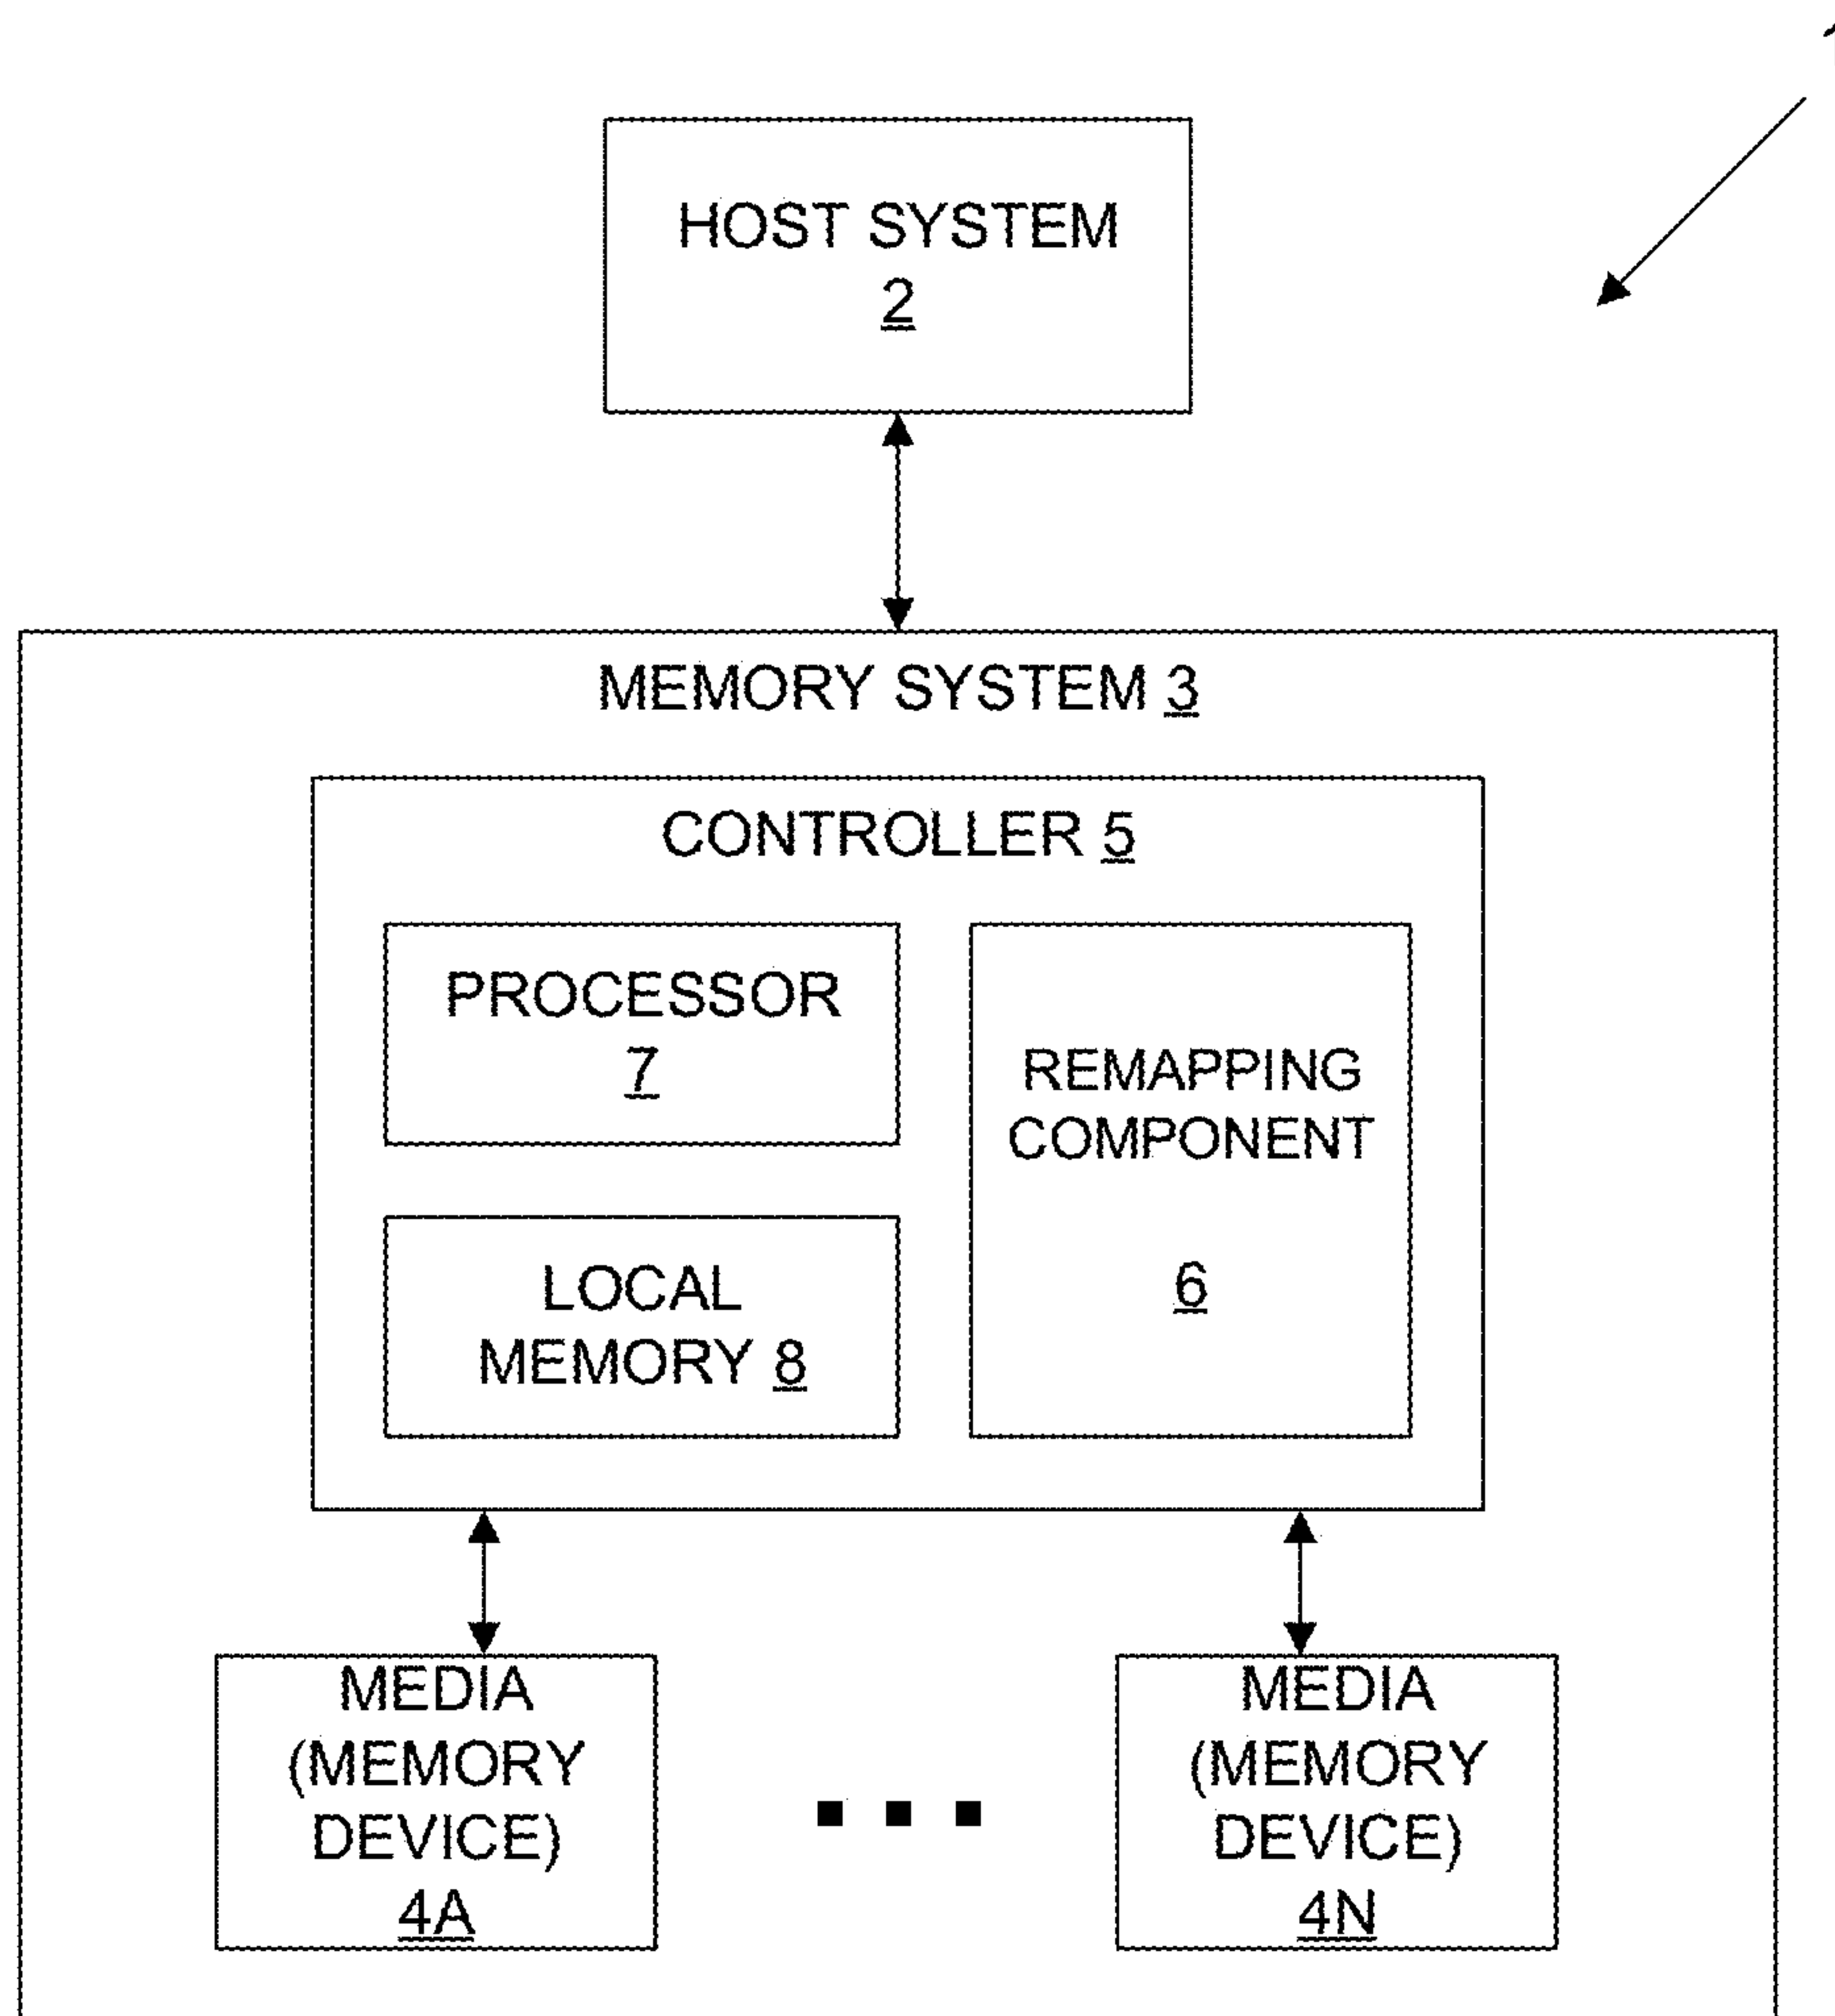 HOST SYSTEM
2
MEMORY SYSTEM 3
CONTROLLER 5
PROCESSOR
7
REMAPPING
COMPONENT
6
LOCAL
MEMORY 8
MEDIA
(MEMORY
DEVICE)
4A
MEDIA
(MEMORY
DEVICE)
4N